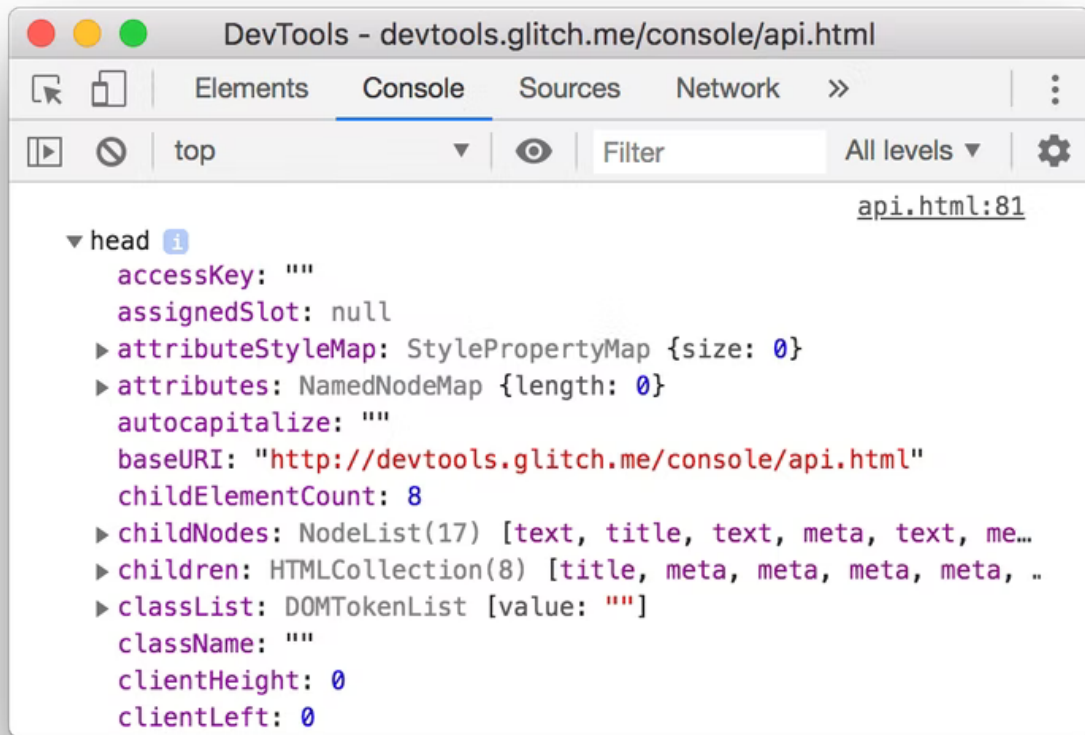 DevTools - devtools.glitch.me/console/api.html
Elements Console Sources Network »
top Filter All levels
api.html:81
head i
accessKey: ""
assignedSlot: null
attributeStyleMap: StylePropertyMap {size: 0}
attributes: NamedNodeMap {length: 0}
autocapitalize: ""
baseURI: "http://devtools.glitch.me/console/api.html"
childElementCount: 8
childNodes: NodeList(17) [text, title, text, meta, text, me…
children: HTMLCollection(8) [title, meta, meta, meta, meta, ..
classList: DOMTokenList [value: ""]
className: ""
clientHeight: 0
clientLeft: 0